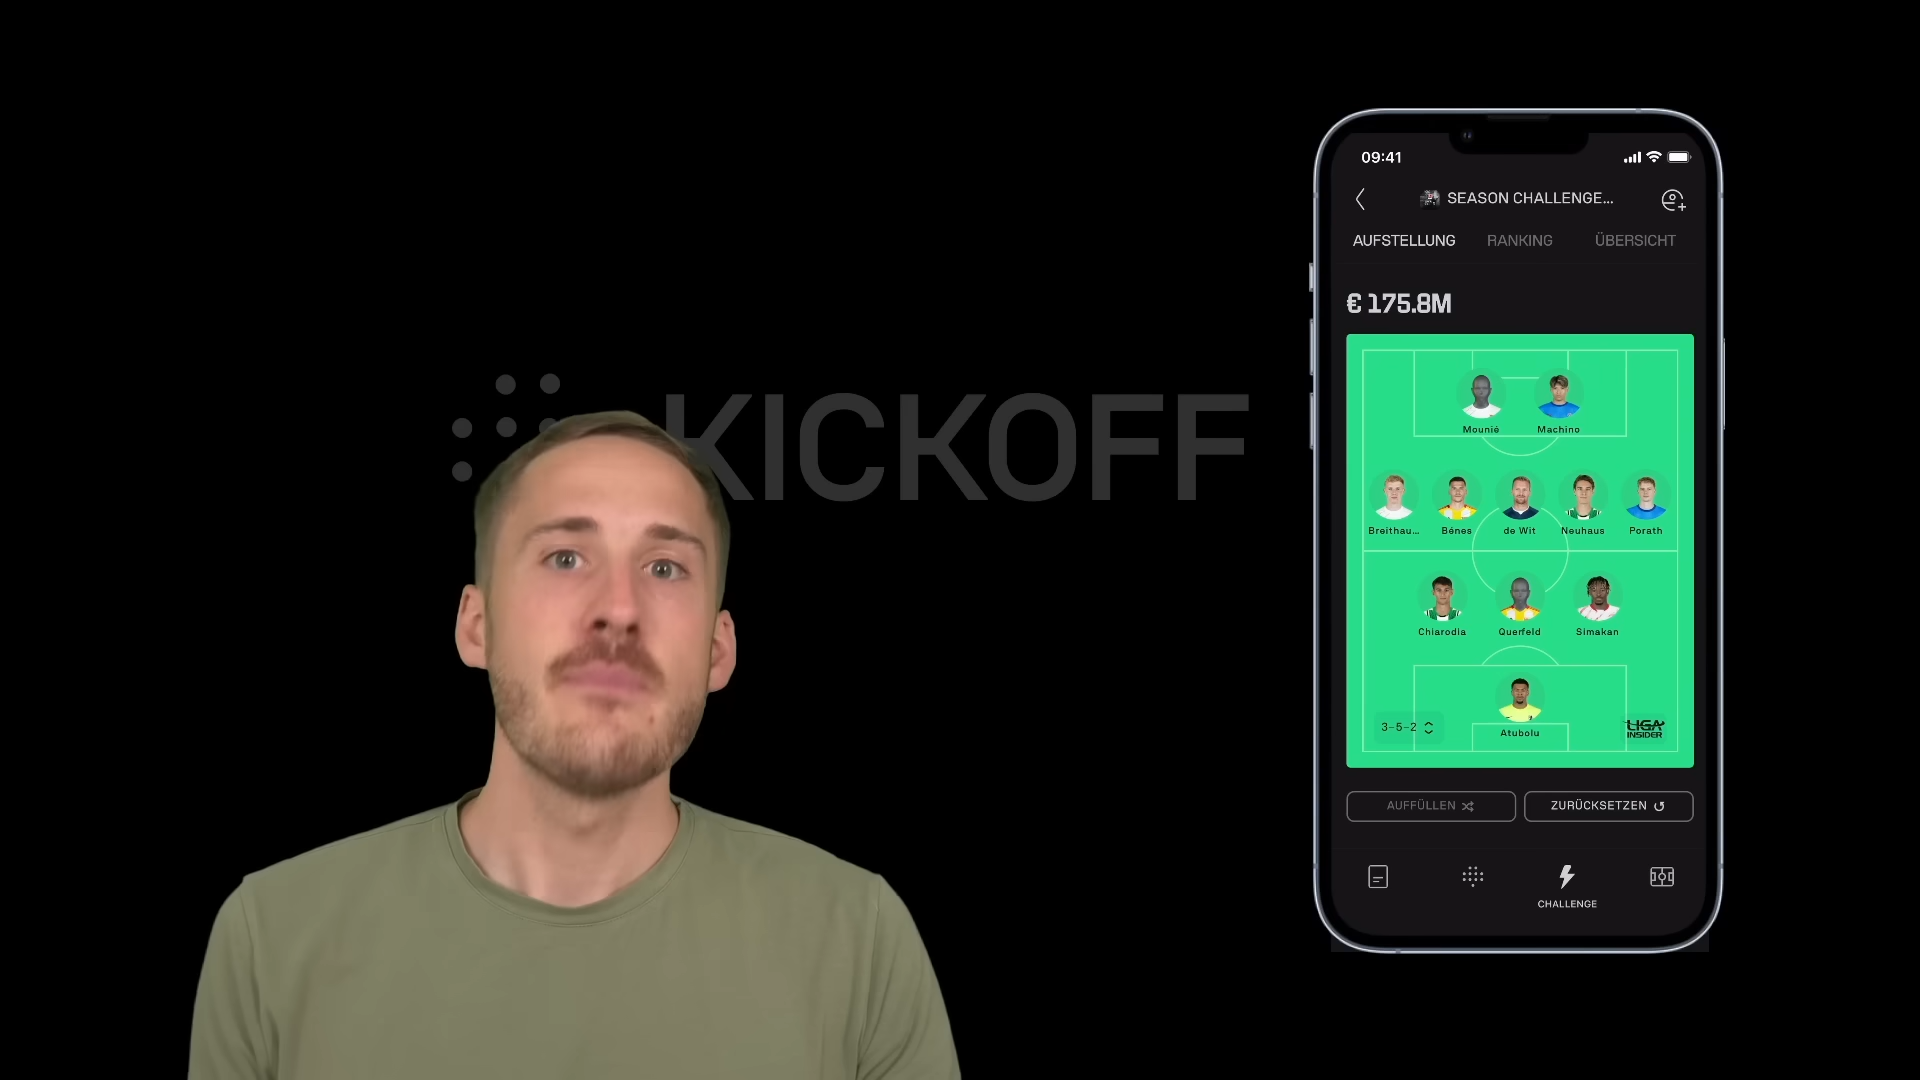 KICKOFF
09:41
SEASON CHALLENGE...
AUFSTELLUNG RANKING ÜBERSICHT
€ 175.8M
Mounié Machino
Breithau... Bénes de Wit Neuhaus Porath
Chiarodia Querfeld Simakan
Atubolu
3-5-2
LIGA
INSIDER
AUFFÜLLEN ZURÜCKSETZEN
CHALLENGE